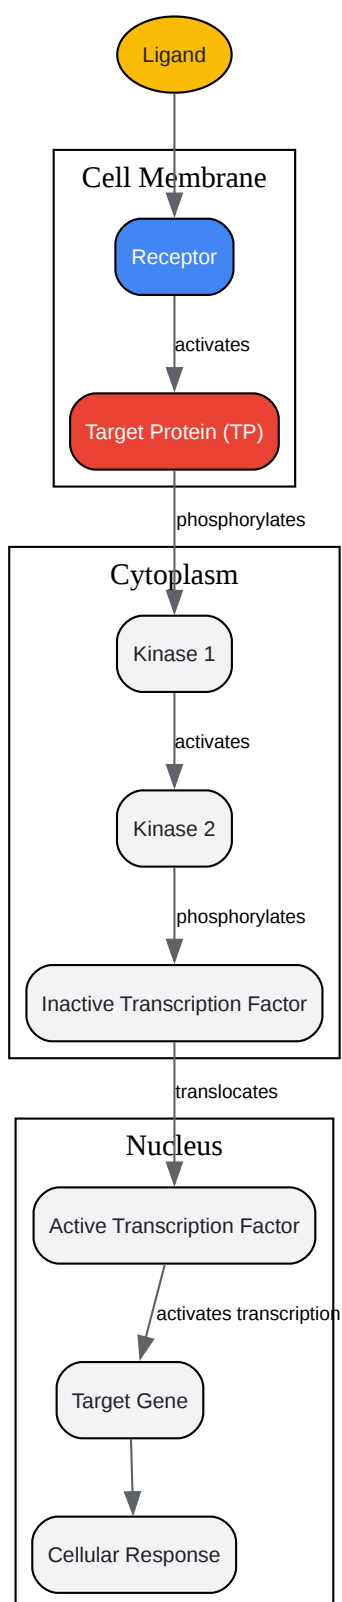 Ligand
Cell Membrane
Receptor
activates
Target Protein (TP)
phosphorylates
Cytoplasm
Kinase 1
activates
Kinase 2
phosphorylates
Inactive Transcription Factor
translocates
Nucleus
Active Transcription Factor
activates transcription
Target Gene
Cellular Response